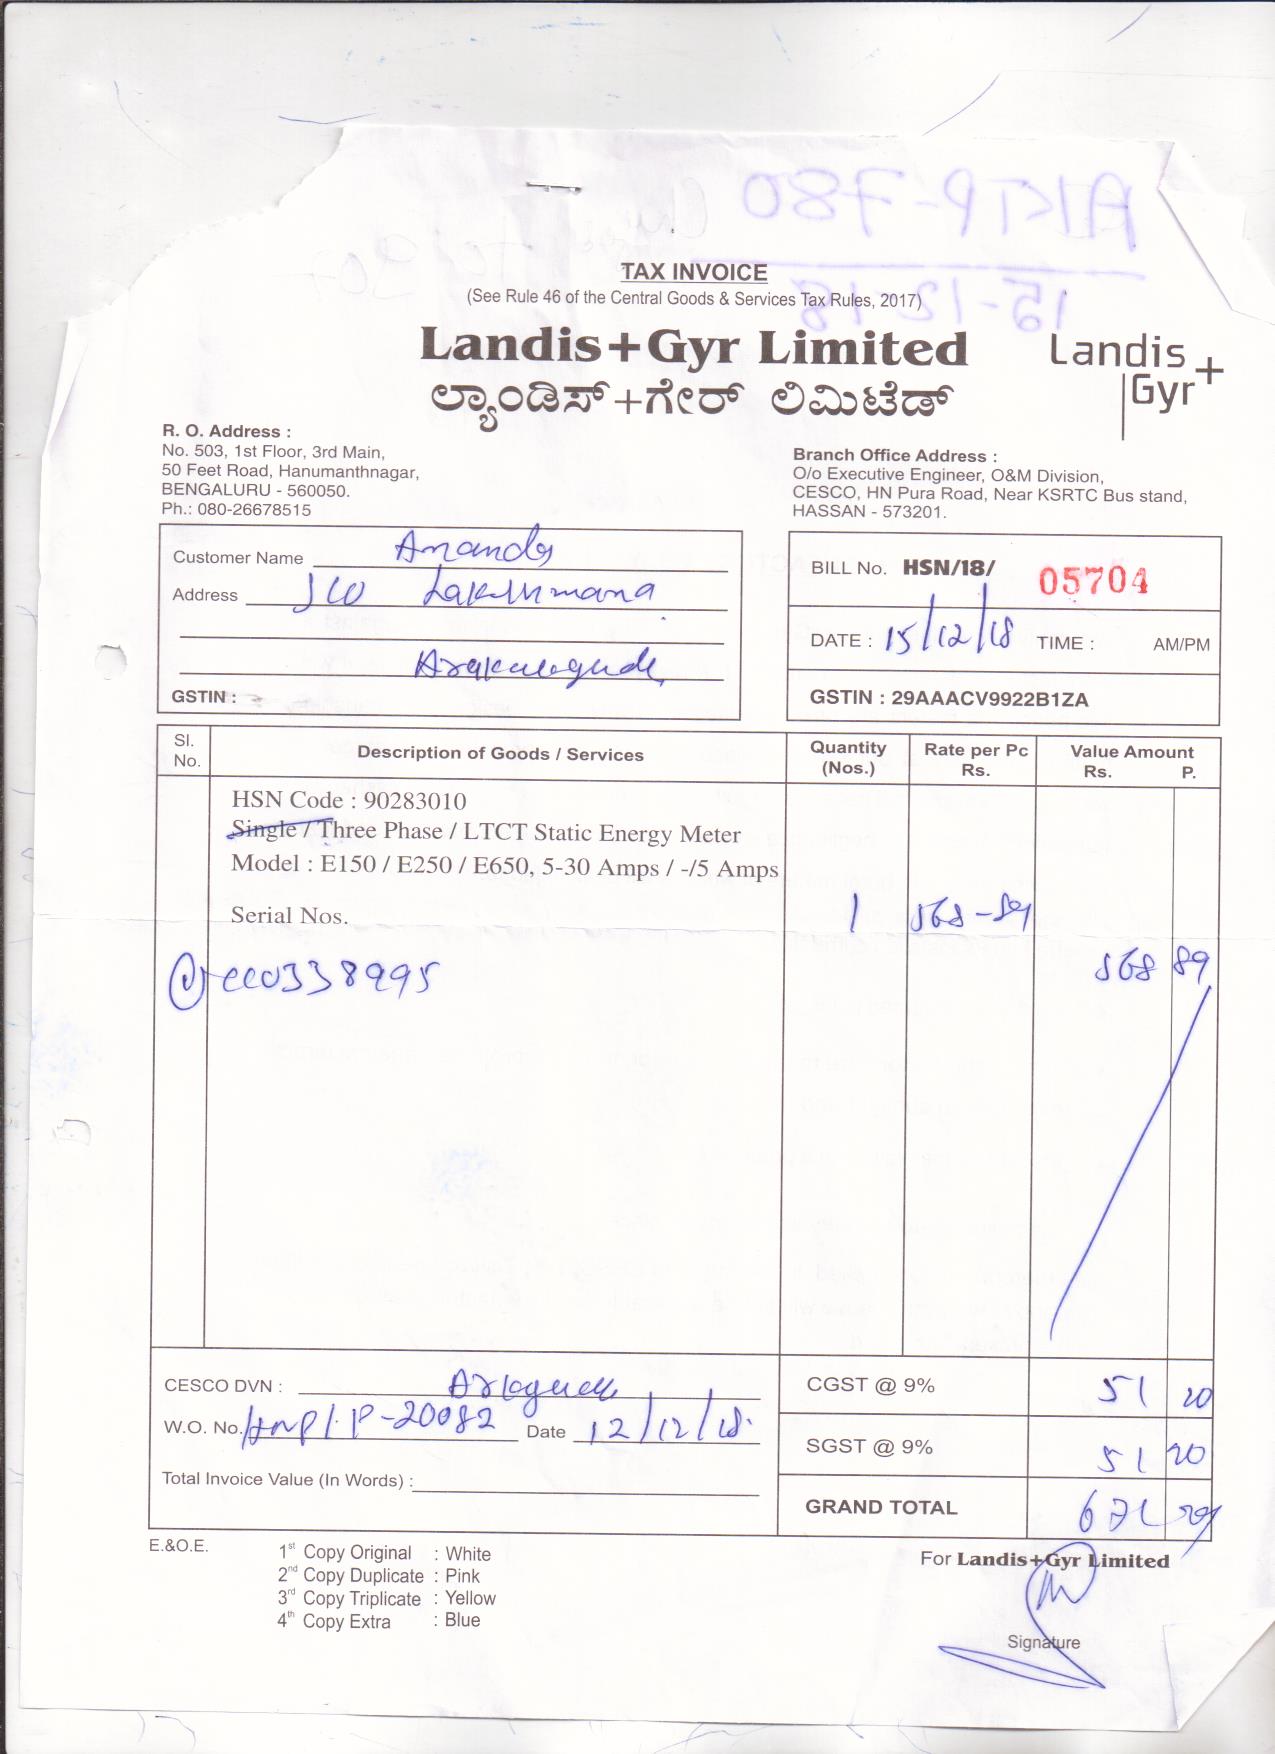 AKTP-780
15-12-18
TAX INVOICE
(See Rule 46 of the Central Goods & Services Tax Rules, 2017)
Landis+Gyr Limited
ಲ್ಯಾಂಡಿಸ್+ಗೇರ್ ಲಿಮಿಟೆಡ್
Landis+
Gyr
R. O. Address :
No. 503, 1st Floor, 3rd Main,
50 Feet Road, Hanumanthnagar,
BENGALURU - 560050.
Ph.: 080-26678515
Branch Office Address :
O/o Executive Engineer, O&M Division,
CESCO, HN Pura Road, Near KSRTC Bus stand,
HASSAN - 573201.
Customer Name
Address Lakshmana
GSTIN :
BILL No. HSN/18/ 05704
DATE : 15/12/18 TIME : AM/PM
GSTIN : 29AAACV9922B1ZA
Sl. No. Description of Goods / Services Quantity (Nos.) Rate per Pc Rs. Value Amount Rs. P.
HSN Code : 90283010
Single / Three Phase / LTCT Static Energy Meter
Model : E150 / E250 / E650, 5-30 Amps / -/5 Amps
Serial Nos. 1 568-89
568 89
CESCO DVN :
W.O. No. Date 12/12/18
Total Invoice Value (In Words) :
CGST @ 9% 51 20
SGST @ 9% 51 20
GRAND TOTAL 671 29
E.&O.E.
1st Copy Original : White
2nd Copy Duplicate : Pink
3rd Copy Triplicate : Yellow
4th Copy Extra : Blue
For Landis+Gyr Limited
Signature